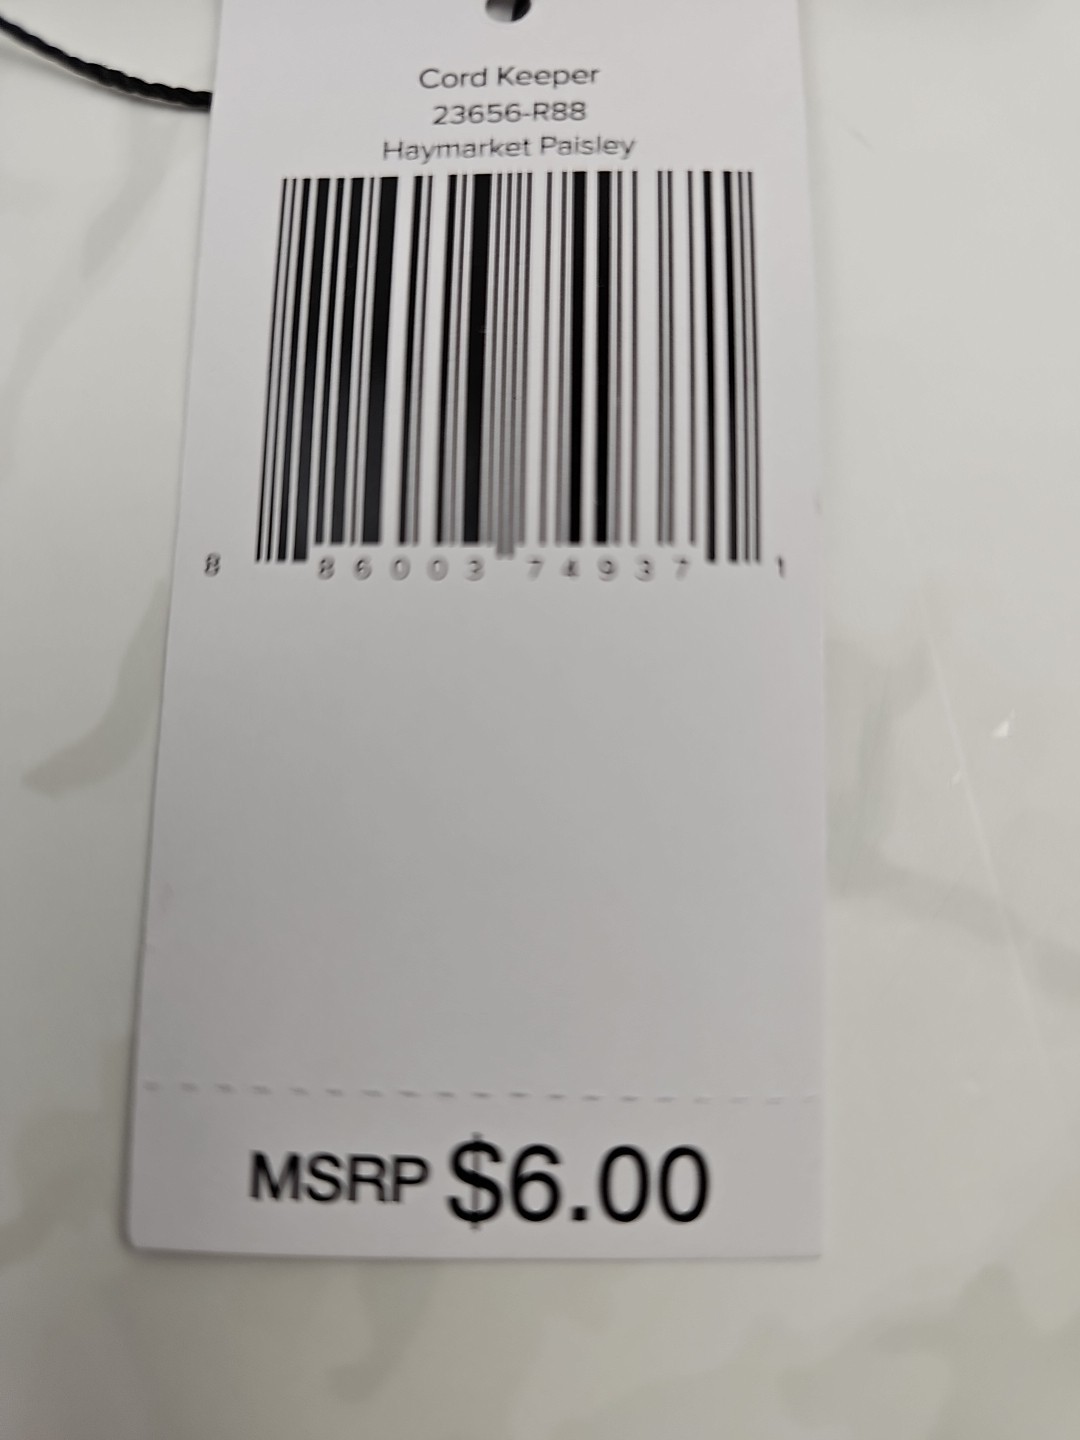 Cord Keeper
23656-R88
Haymarket Paisley
8 86003 74937 1
MSRP $6.00